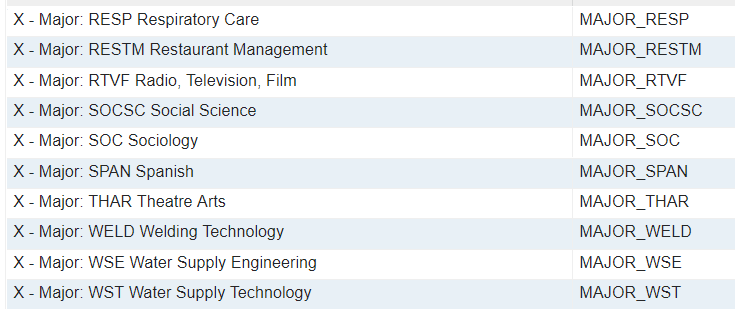 X - Major: RESP Respiratory Care MAJOR_RESP
X - Major: RESTM Restaurant Management MAJOR_RESTM
X - Major: RTVF Radio, Television, Film MAJOR_RTVF
X - Major: SOCSC Social Science MAJOR_SOCSC
X - Major: SOC Sociology MAJOR_SOC
X - Major: SPAN Spanish MAJOR_SPAN
X - Major: THAR Theatre Arts MAJOR_THAR
X - Major: WELD Welding Technology MAJOR_WELD
X - Major: WSE Water Supply Engineering MAJOR_WSE
X - Major: WST Water Supply Technology MAJOR_WST